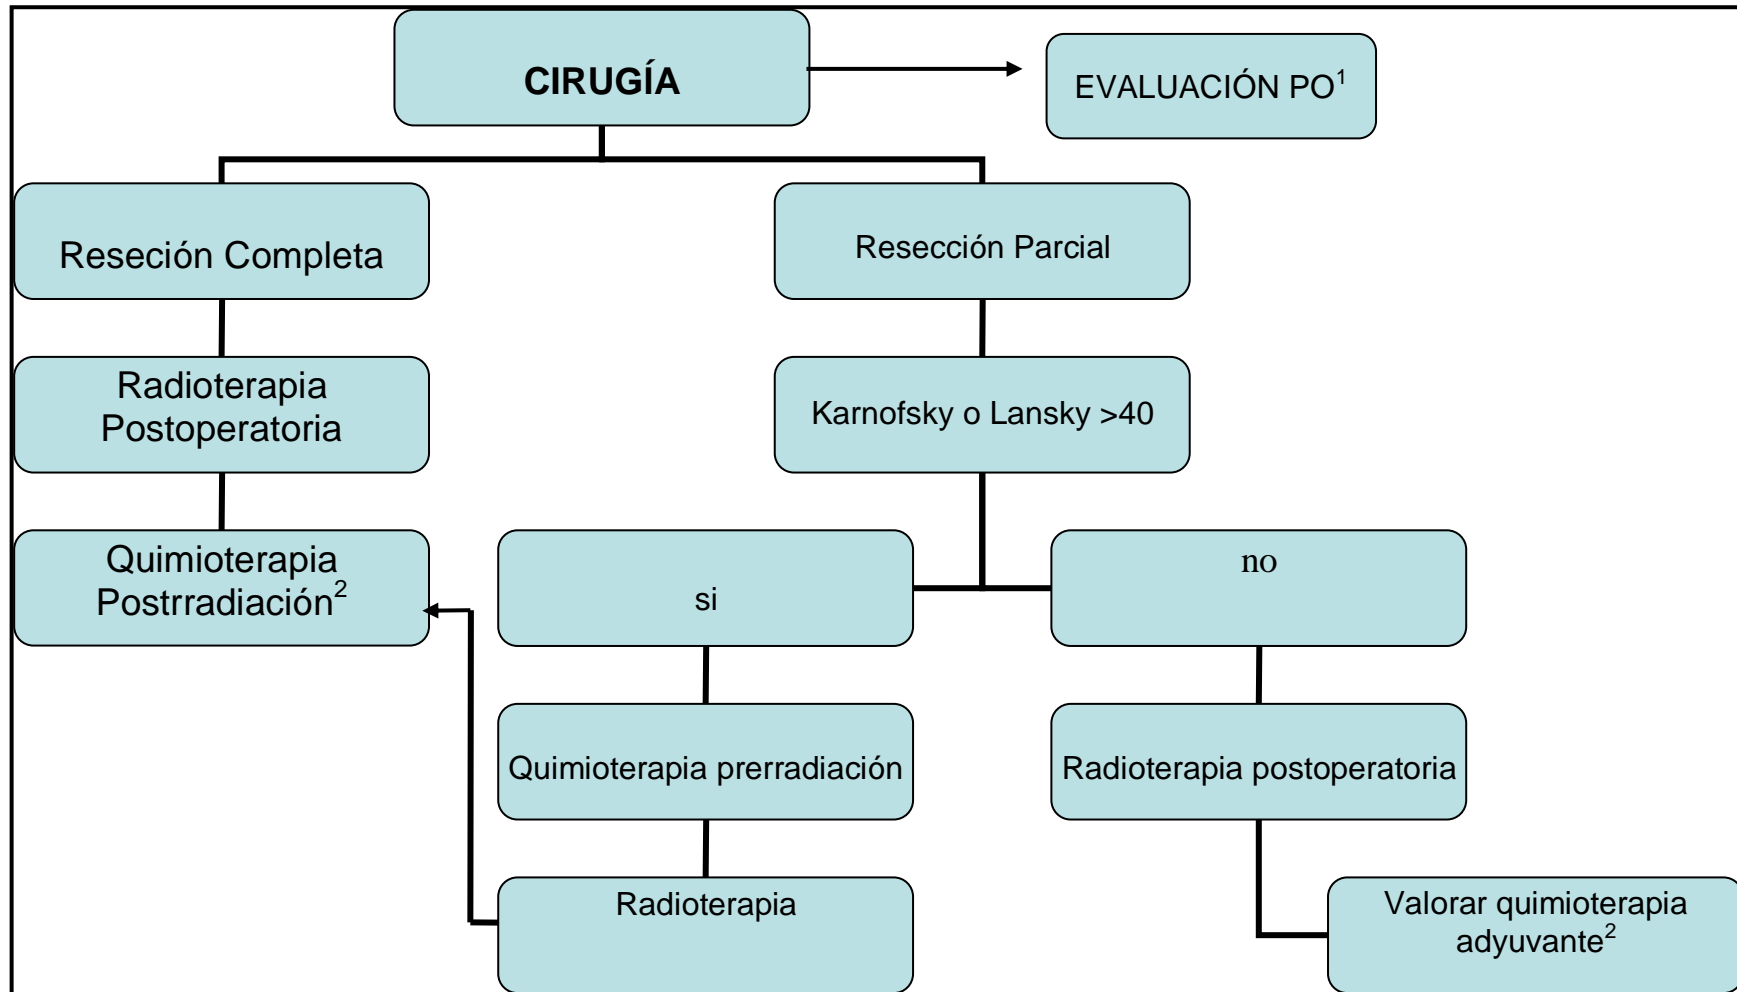 CIRUGÍA
EVALUACIÓN PO¹
Reseción Completa
Resección Parcial
Radioterapia
Postoperatoria
Karnofsky o Lansky >40
Quimioterapia
Postrradiación²
si
no
Quimioterapia prerradiación
Radioterapia postoperatoria
Radioterapia
Valorar quimioterapia
adyuvante²